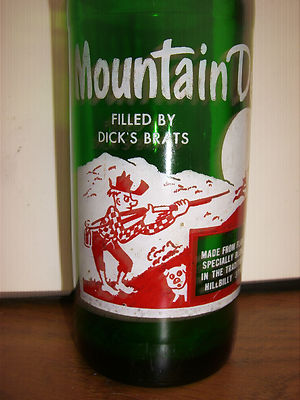 Mountain D
FILLED BY
DICK'S BRATS
MADE FROM
SPECIALLY
IN THE
HILLBILLY